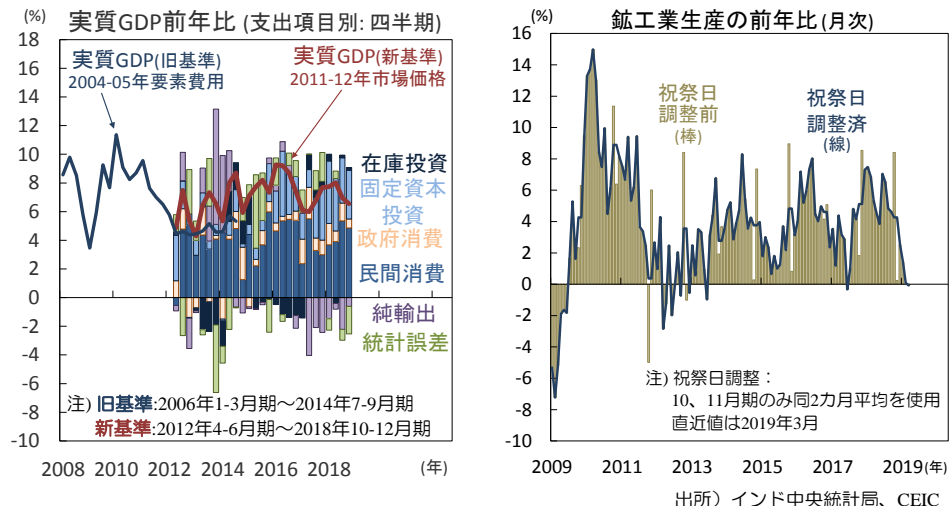 実質GDP前年比 (支出項目別: 四半期)
(%)
18
16
14
12
10
8
6
4
2
0
-2
-4
-6
-8
-10
実質GDP(旧基準)
2004-05年要素費用
実質GDP(新基準)
2011-12年市場価格
在庫投資
固定資本
投資
政府消費
民間消費
純輸出
統計誤差
注) 旧基準:2006年1-3月期～2014年7-9月期
新基準:2012年4-6月期～2018年10-12月期
2008 2010 2012 2014 2016 2018 (年)
鉱工業生産の前年比 (月次)
(%)
16
14
12
10
8
6
4
2
0
-2
-4
-6
-8
-10
祝祭日
調整前
(棒)
祝祭日
調整済
(線)
注) 祝祭日調整：
10、11月期のみ同2カ月平均を使用
直近値は2019年3月
2009 2011 2013 2015 2017 2019 (年)
出所）インド中央統計局、CEIC